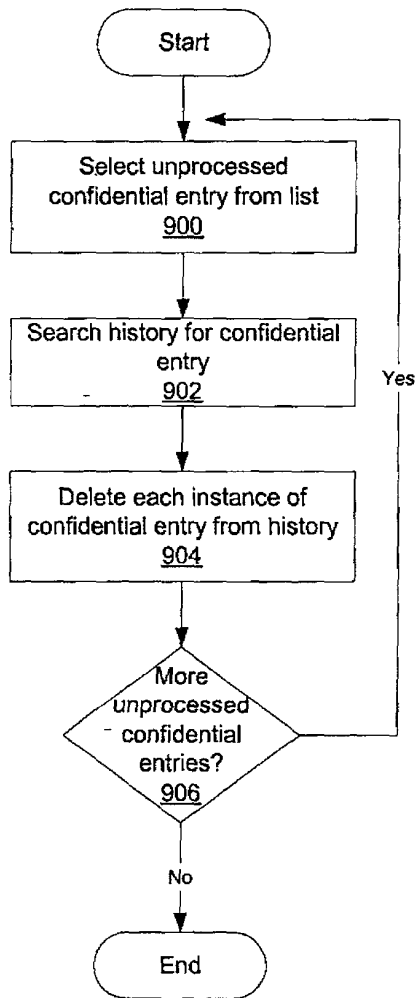 Start
Select unprocessed
confidential entry from list
900
Search history for confidential
entry
902
Delete each instance of
confidential entry from history
904
Yes
More
unprocessed
confidential
entries?
906
No
End